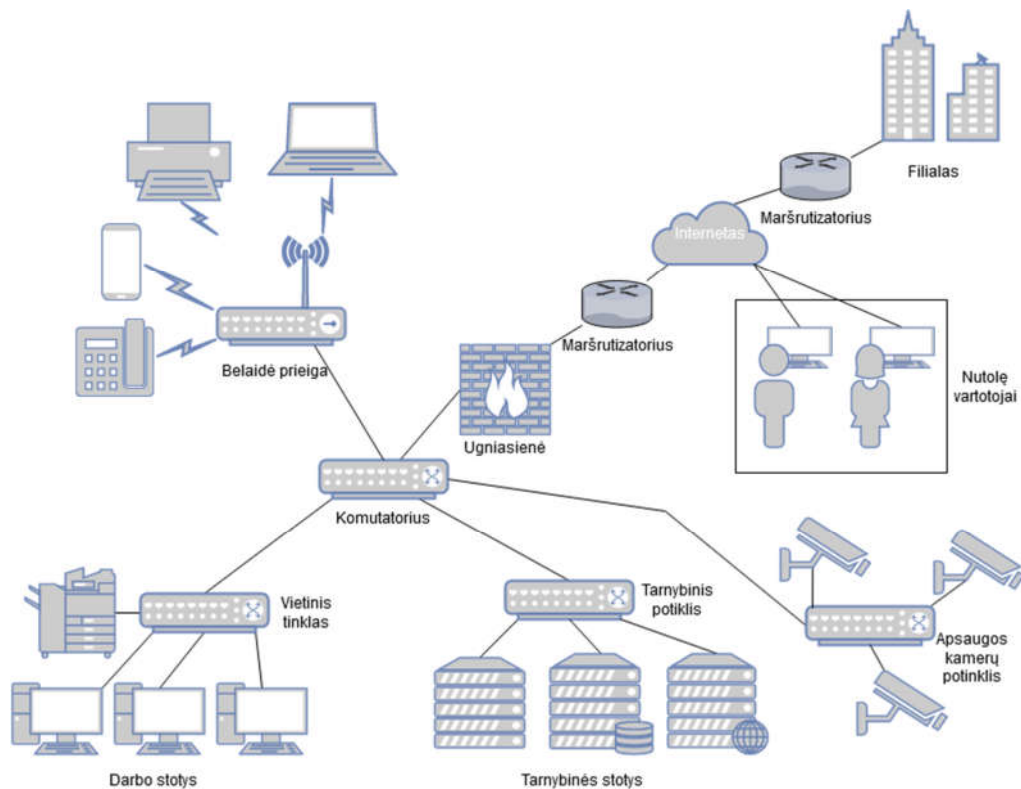 Filialas
Maršrutizatorius
Internetas
Maršrutizatorius
Belaidė prieiga
Nutolę
vartotojai
Ugniasienė
Komutatorius
Vietinis
tinklas
Tarnybinis
potiklis
Apsaugos
kamerų
potinklis
Darbo stotys
Tarnybinės stotys